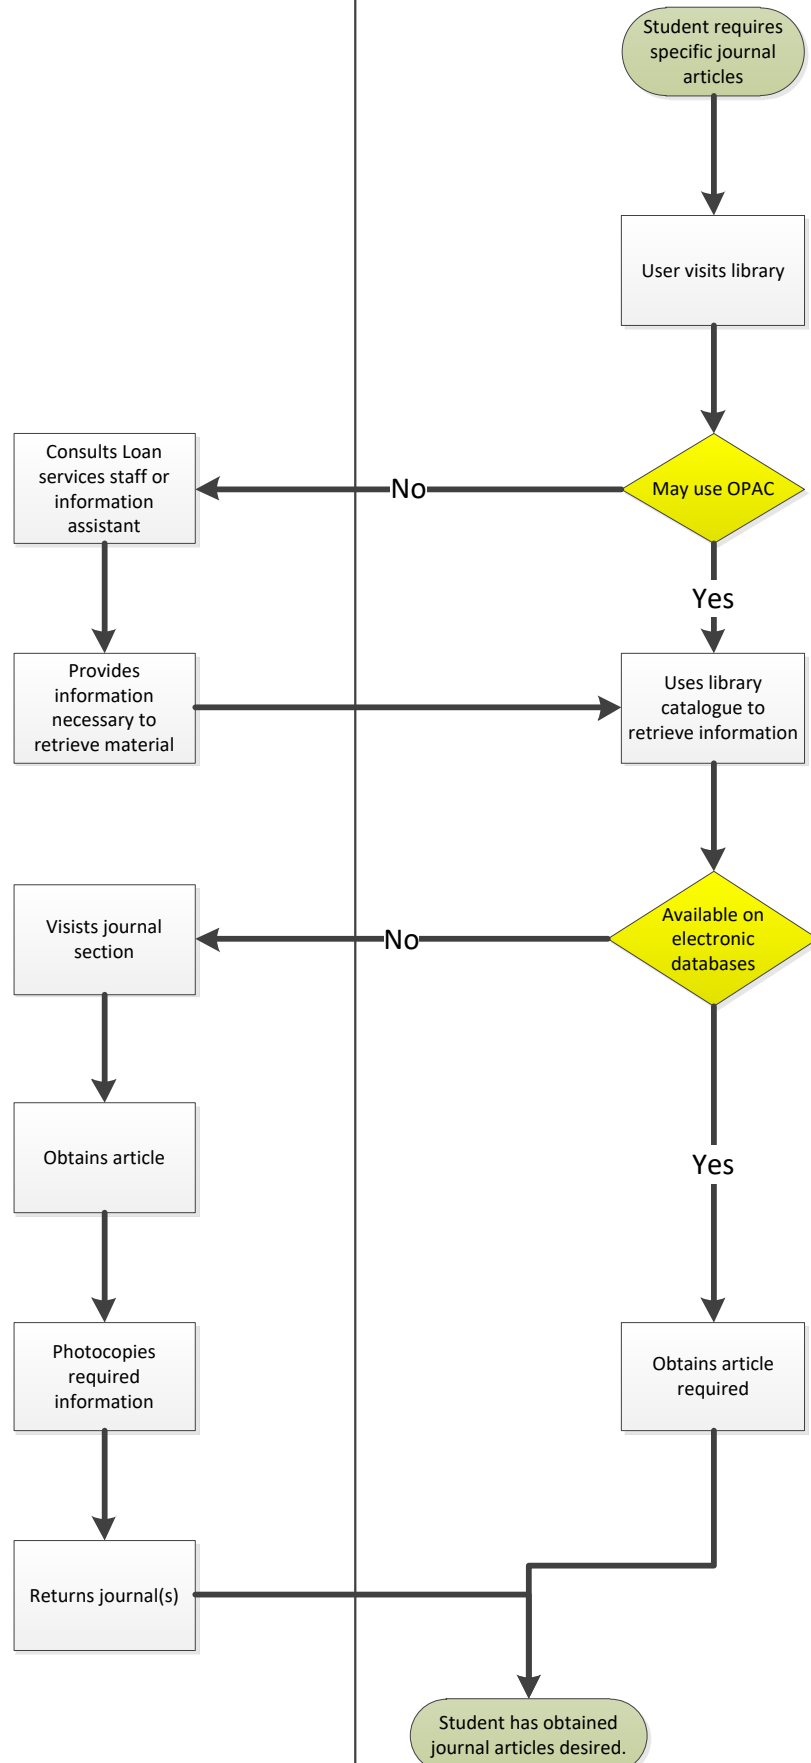 Student requires
specific journal
articles
User visits library
May use OPAC
No
Consults Loan
services staff or
information
assistant
Yes
Provides
information
necessary to
retrieve material
Uses library
catalogue to
retrieve information
Available on
electronic
databases
No
Visists journal
section
Obtains article
Yes
Photocopies
required
information
Obtains article
required
Returns journal(s)
Student has obtained
journal articles desired.